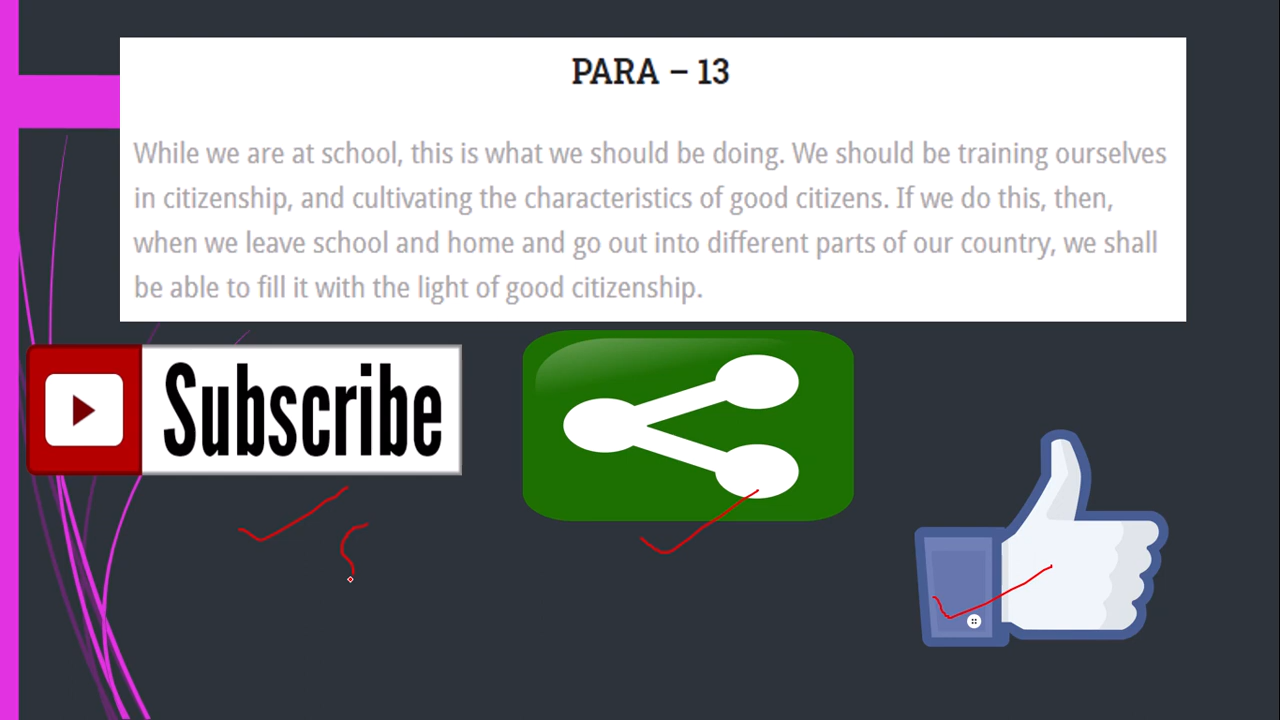 PARA – 13
While we are at school, this is what we should be doing. We should be training ourselves
in citizenship, and cultivating the characteristics of good citizens. If we do this, then,
when we leave school and home and go out into different parts of our country, we shall
be able to fill it with the light of good citizenship.
Subscribe